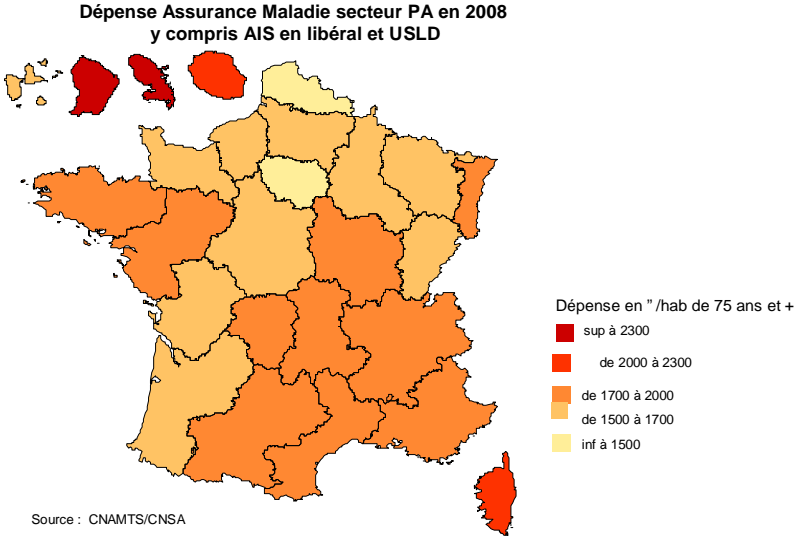 Dépense Assurance Maladie secteur PA en 2008
y compris AIS en libéral et USLD
Dépense en " /hab de 75 ans et +
sup à 2300
de 2000 à 2300
de 1700 à 2000
de 1500 à 1700
inf à 1500
Source : CNAMTS/CNSA